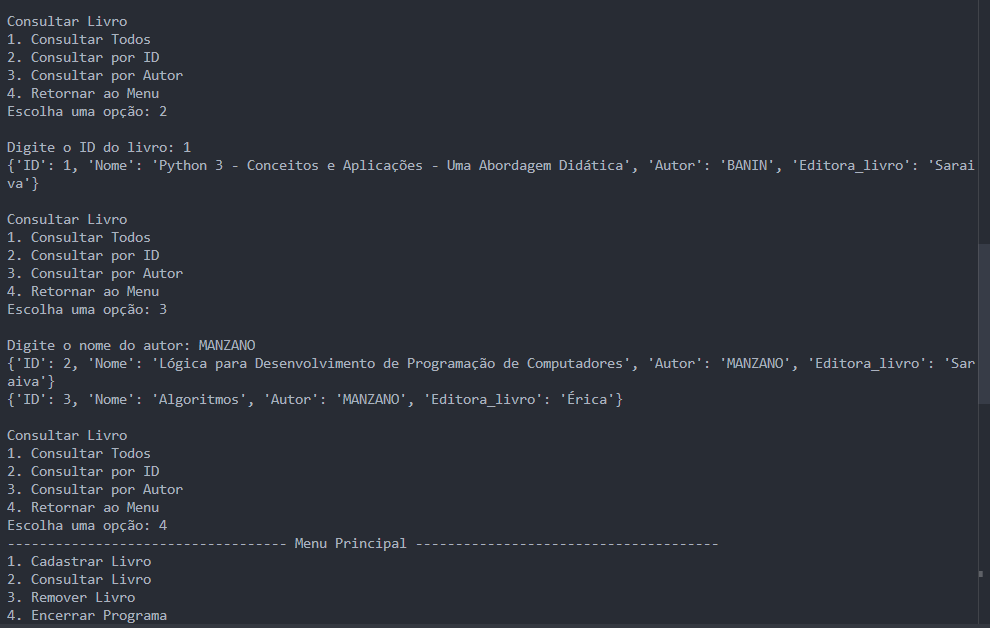 Consultar Livro
1. Consultar Todos
2. Consultar por ID
3. Consultar por Autor
4. Retornar ao Menu
Escolha uma opção: 2
Digite o ID do livro: 1
{'ID': 1, 'Nome': 'Python 3 - Conceitos e Aplicações - Uma Abordagem Didática', 'Autor': 'BANIN', 'Editora_livro': 'Sarai
va'}
Consultar Livro
1. Consultar Todos
2. Consultar por ID
3. Consultar por Autor
4. Retornar ao Menu
Escolha uma opção: 3
Digite o nome do autor: MANZANO
{'ID': 2, 'Nome': 'Lógica para Desenvolvimento de Programação de Computadores', 'Autor': 'MANZANO', 'Editora_livro': 'Sar
aiva'}
{'ID': 3, 'Nome': 'Algoritmos', 'Autor': 'MANZANO', 'Editora_livro': 'Érica'}
Consultar Livro
1. Consultar Todos
2. Consultar por ID
3. Consultar por Autor
4. Retornar ao Menu
Escolha uma opção: 4
----------------------------------- Menu Principal --------------------------------------
1. Cadastrar Livro
2. Consultar Livro
3. Remover Livro
4. Encerrar Programa